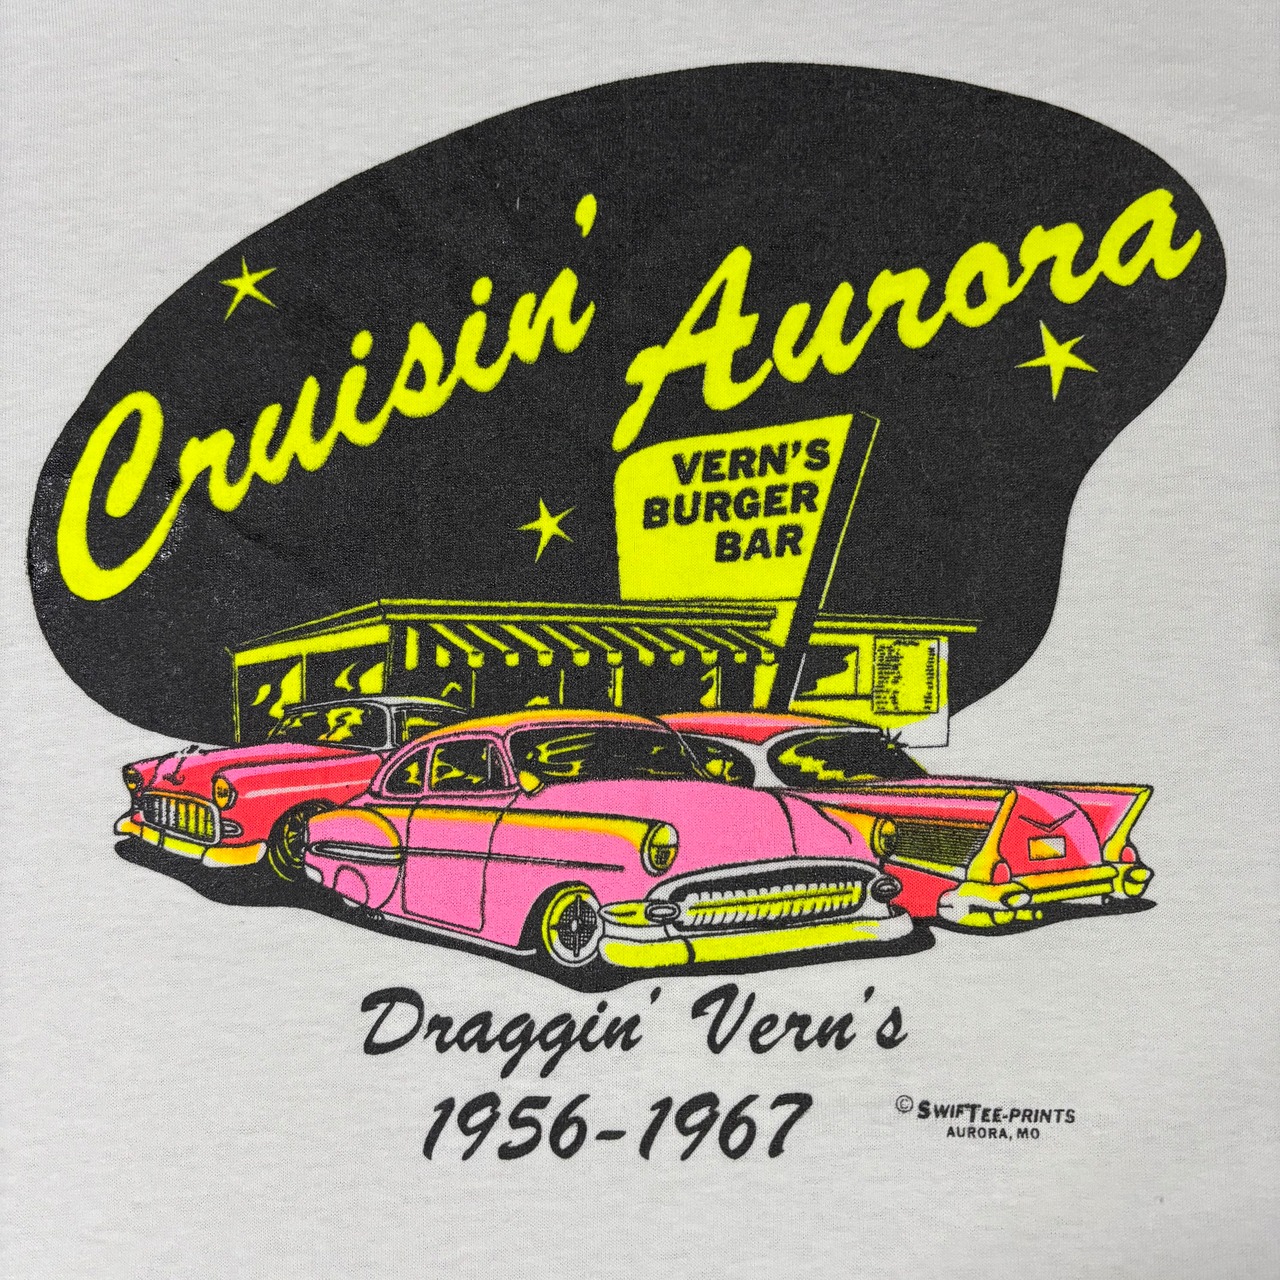 Cruisin' Aurora
VERN'S
BURGER
BAR
Draggin' Vern's
1956-1967
© SWIFTEE-PRINTS
AURORA, MO